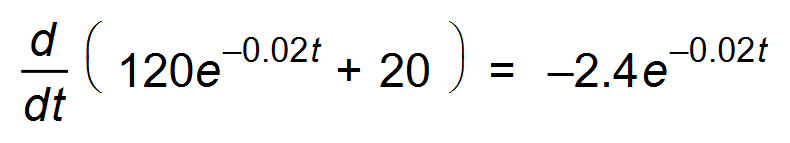 d/dt ( 120e^–0.02t + 20 ) = –2.4e^–0.02t